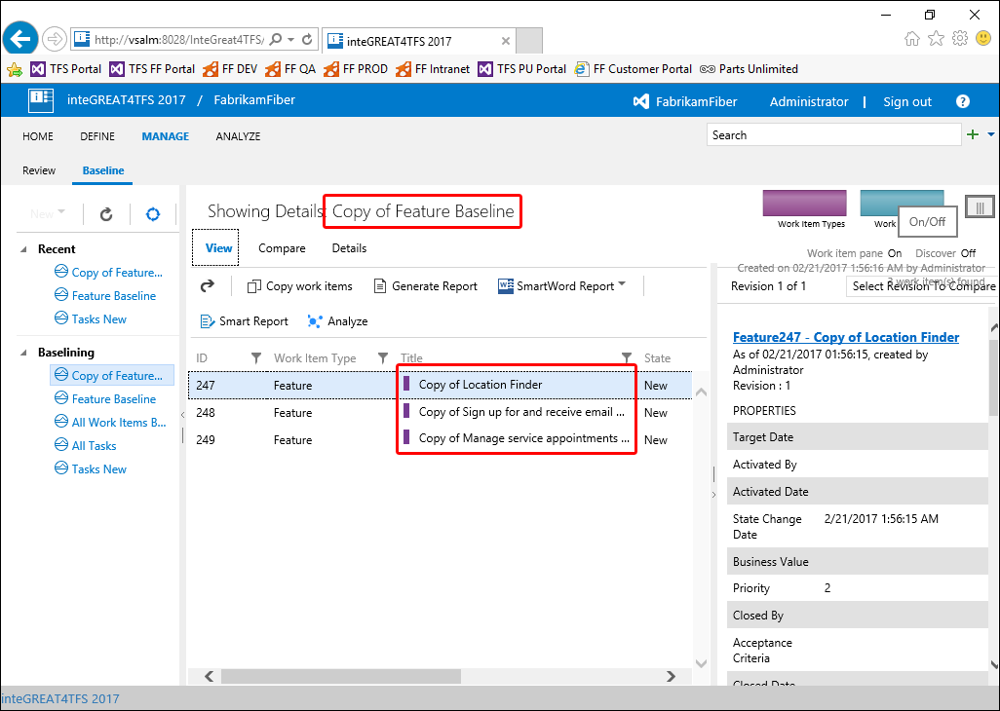 http://vsalm:8028/InteGreat4TFS/
inteGREAT4TFS 2017
TFS Portal
TFS FF Portal
FF DEV
FF QA
FF PROD
FF Intranet
TFS PU Portal
FF Customer Portal
Parts Unlimited
inteGREAT4TFS 2017 / FabrikamFiber
FabrikamFiber
Administrator | Sign out
HOME
DEFINE
MANAGE
ANALYZE
Search
Review
Baseline
New
Recent
Copy of Feature...
Feature Baseline
Tasks New
Baselining
Copy of Feature...
Feature Baseline
All Work Items B...
All Tasks
Tasks New
Showing Details: Copy of Feature Baseline
Work Item Types
Work
On/Off
View
Compare
Details
Work item pane On
Discover Off
Created on 02/21/2017 1:56:16 AM by Administrator
3 work item(s) found
Copy work items
Generate Report
SmartWord Report
Smart Report
Analyze
Revision 1 of 1
Select Revision To Compare
ID
Work Item Type
Title
State
247 Feature Copy of Location Finder New
248 Feature Copy of Sign up for and receive email ... New
249 Feature Copy of Manage service appointments ... New
Feature247 - Copy of Location Finder
As of 02/21/2017 01:56:15, created by
Administrator
Revision : 1
PROPERTIES
Target Date
Activated By
Activated Date
State Change 2/21/2017 1:56:15 AM
Date
Business Value
Priority 2
Closed By
Acceptance
Criteria
Closed Date
inteGREAT4TFS 2017